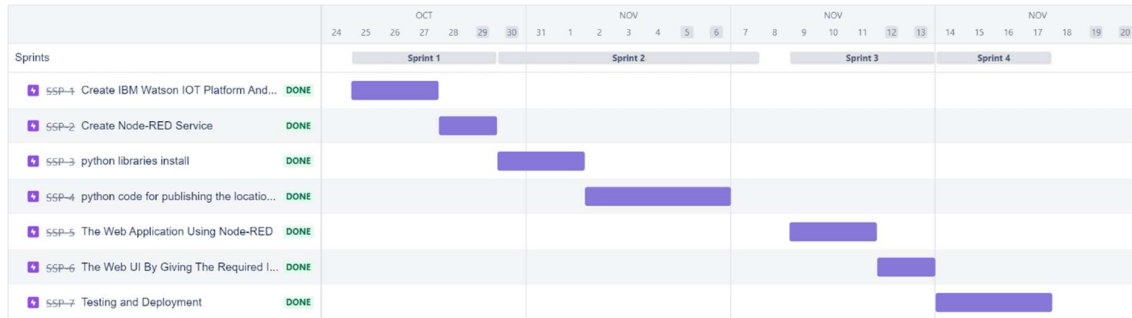 OCT NOV NOV NOV
24 25 26 27 28 29 30 31 1 2 3 4 5 6 7 8 9 10 11 12 13 14 15 16 17 18 19 20
Sprints Sprint 1 Sprint 2 Sprint 3 Sprint 4
SSP-1 Create IBM Watson IOT Platform And... DONE
SSP-2 Create Node-RED Service DONE
SSP-3 python libraries install DONE
SSP-4 python code for publishing the locatio... DONE
SSP-5 The Web Application Using Node-RED DONE
SSP-6 The Web UI By Giving The Required I... DONE
SSP-7 Testing and Deployment DONE